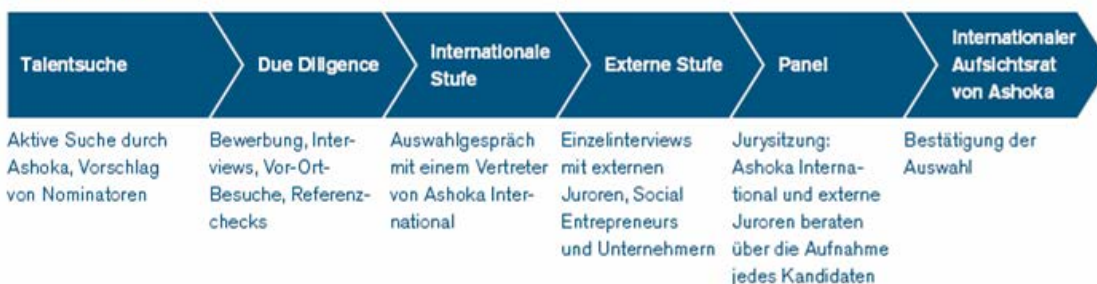 Talentsuche
Aktive Suche durch
Ashoka, Vorschlag
von Nominatoren
Due Diligence
Bewerbung, Inter-
views, Vor-Ort-
Besuche, Referenz-
checks
Internationale
Stufe
Auswahlgespräch
mit einem Vertreter
von Ashoka Inter-
national
Externe Stufe
Einzelinterviews
mit externen
Juroren, Social
Entrepreneurs
und Unternehmern
Panel
Jurysitzung:
Ashoka Interna-
tional und externe
Juroren beraten
über die Aufnahme
jedes Kandidaten
Internationaler
Aufsichtsrat
von Ashoka
Bestätigung der
Auswahl